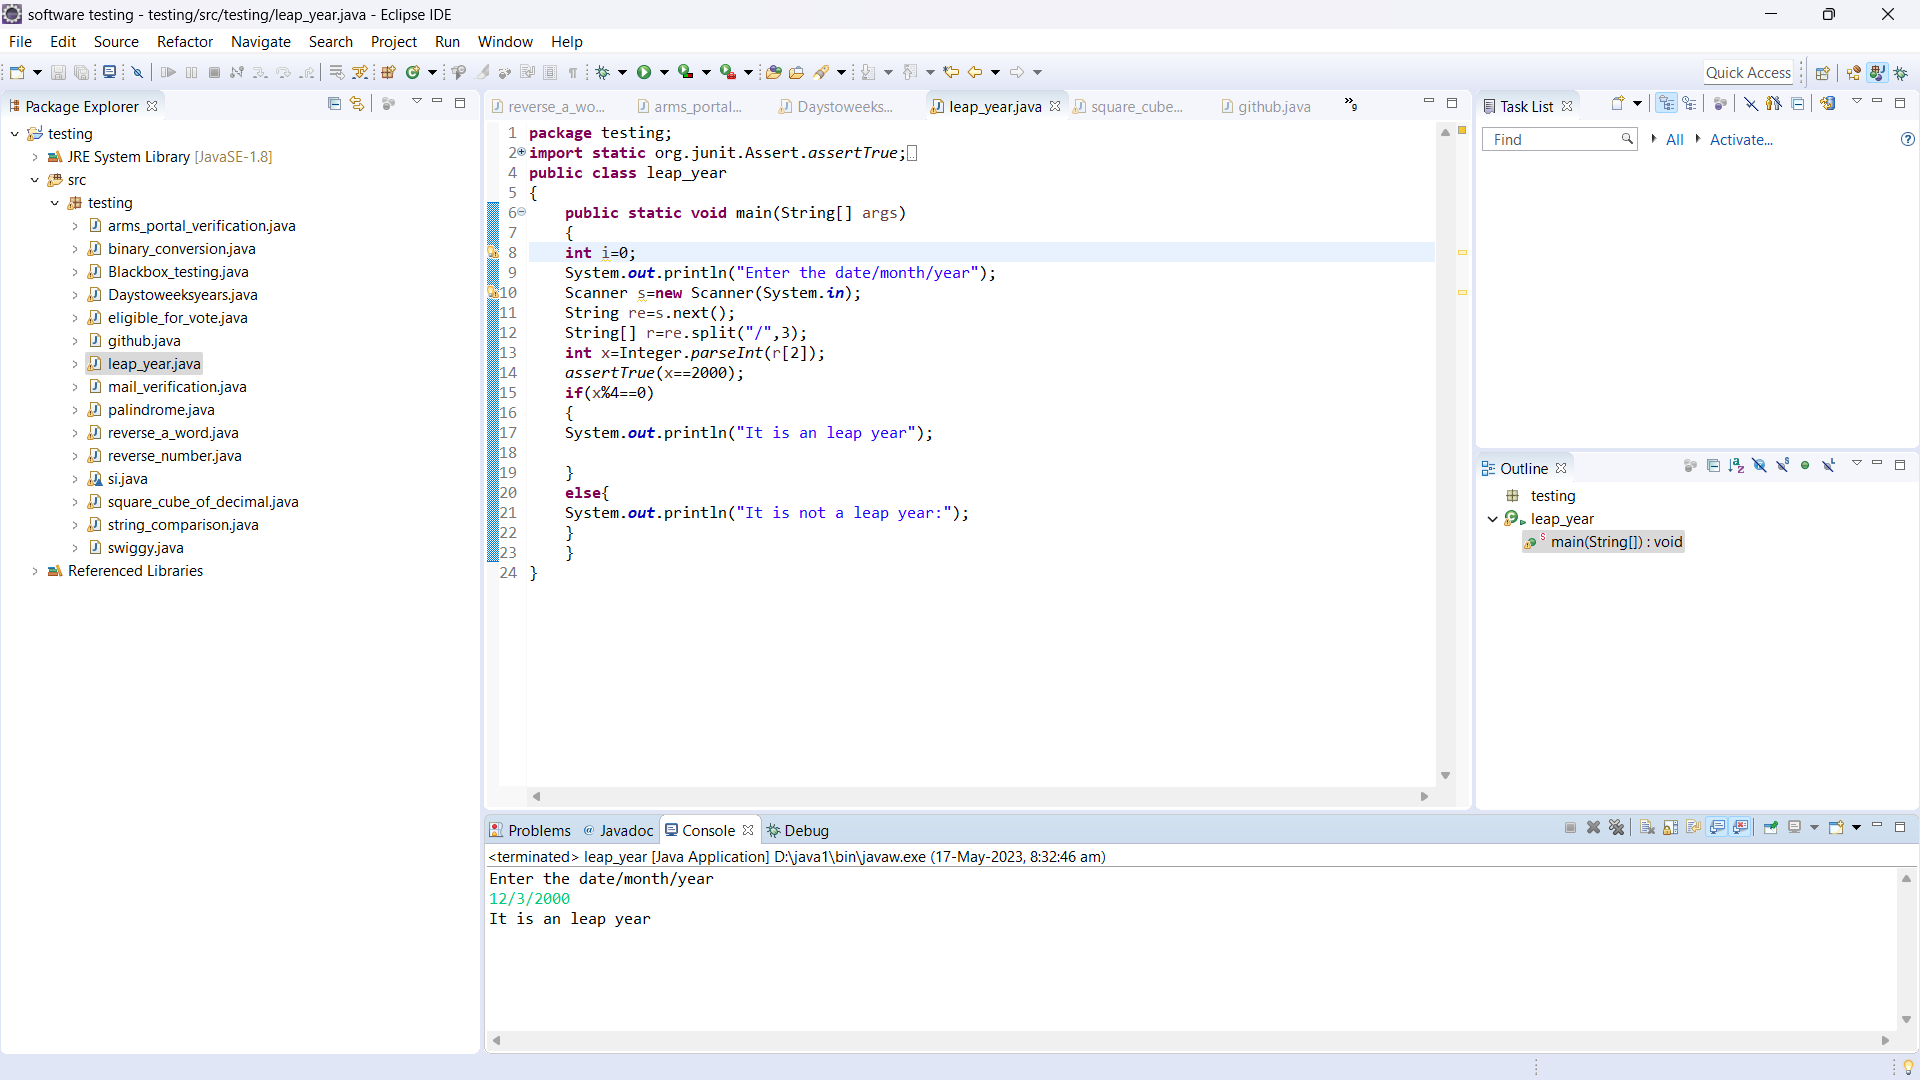 software testing - testing/src/testing/leap_year.java - Eclipse IDE
File Edit Source Refactor Navigate Search Project Run Window Help
Quick Access
Package Explorer
testing
JRE System Library [JavaSE-1.8]
src
testing
arms_portal_verification.java
binary_conversion.java
Blackbox_testing.java
Daystoweeksyears.java
eligible_for_vote.java
github.java
leap_year.java
mail_verification.java
palindrome.java
reverse_a_word.java
reverse_number.java
si.java
square_cube_of_decimal.java
string_comparison.java
swiggy.java
Referenced Libraries
reverse_a_wo... arms_portal... Daystoweeks... leap_year.java square_cube... github.java »9
1 package testing;
2 import static org.junit.Assert.assertTrue;
4 public class leap_year
5 {
6 public static void main(String[] args)
7 {
8 int i=0;
9 System.out.println("Enter the date/month/year");
10 Scanner s=new Scanner(System.in);
11 String re=s.next();
12 String[] r=re.split("/",3);
13 int x=Integer.parseInt(r[2]);
14 assertTrue(x==2000);
15 if(x%4==0)
16 {
17 System.out.println("It is an leap year");
18
19 }
20 else{
21 System.out.println("It is not a leap year:");
22 }
23 }
24 }
Task List
Find All Activate...
Outline
testing
leap_year
main(String[]) : void
Problems @ Javadoc Console Debug
<terminated> leap_year [Java Application] D:\java1\bin\javaw.exe (17-May-2023, 8:32:46 am)
Enter the date/month/year
12/3/2000
It is an leap year